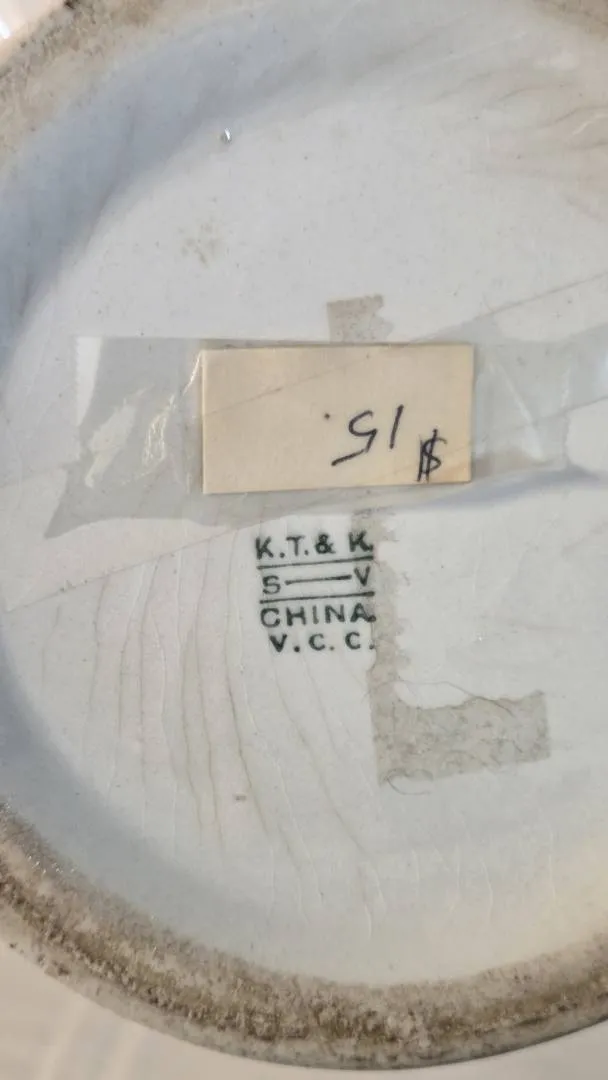 $ 15.
K.T. & K.
S — V
CHINA
V. C. C.